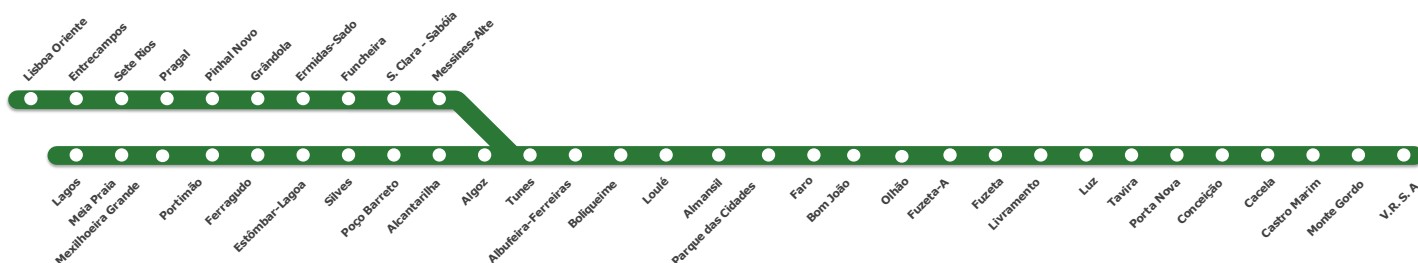 Lisboa Oriente
Entrecampos
Sete Rios
Pragal
Pinhal Novo
Grândola
Ermidas-Sado
Funcheira
S. Clara - Sabóia
Messines-Alte
Lagos
Meia Praia
Mexilhoeira Grande
Portimão
Ferragudo
Estômbar-Lagoa
Silves
Poço Barreto
Alcantarilha
Algoz
Tunes
Albufeira-Ferreiras
Boliqueime
Loulé
Almansil
Parque das Cidades
Faro
Bom João
Olhão
Fuzeta-A
Fuzeta
Livramento
Luz
Tavira
Porta Nova
Conceição
Cacela
Castro Marim
Monte Gordo
V.R. S. A.